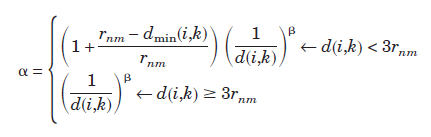 α = { (1 + (r_nm − d_min(i,k)) / r_nm) (1 / d(i,k))^β ← d(i,k) < 3r_nm
(1 / d(i,k))^β ← d(i,k) ≥ 3r_nm